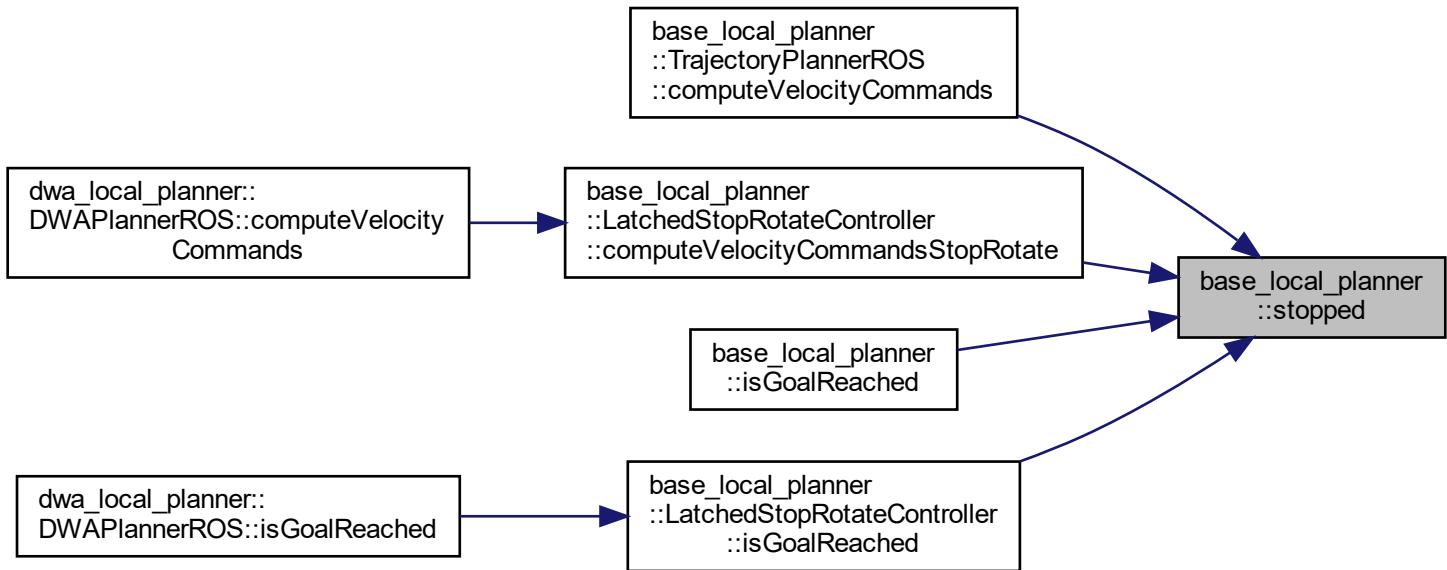 base_local_planner
::TrajectoryPlannerROS
::computeVelocityCommands
dwa_local_planner::
DWAPlannerROS::computeVelocity
Commands
base_local_planner
::LatchedStopRotateController
::computeVelocityCommandsStopRotate
base_local_planner
::stopped
base_local_planner
::isGoalReached
dwa_local_planner::
DWAPlannerROS::isGoalReached
base_local_planner
::LatchedStopRotateController
::isGoalReached